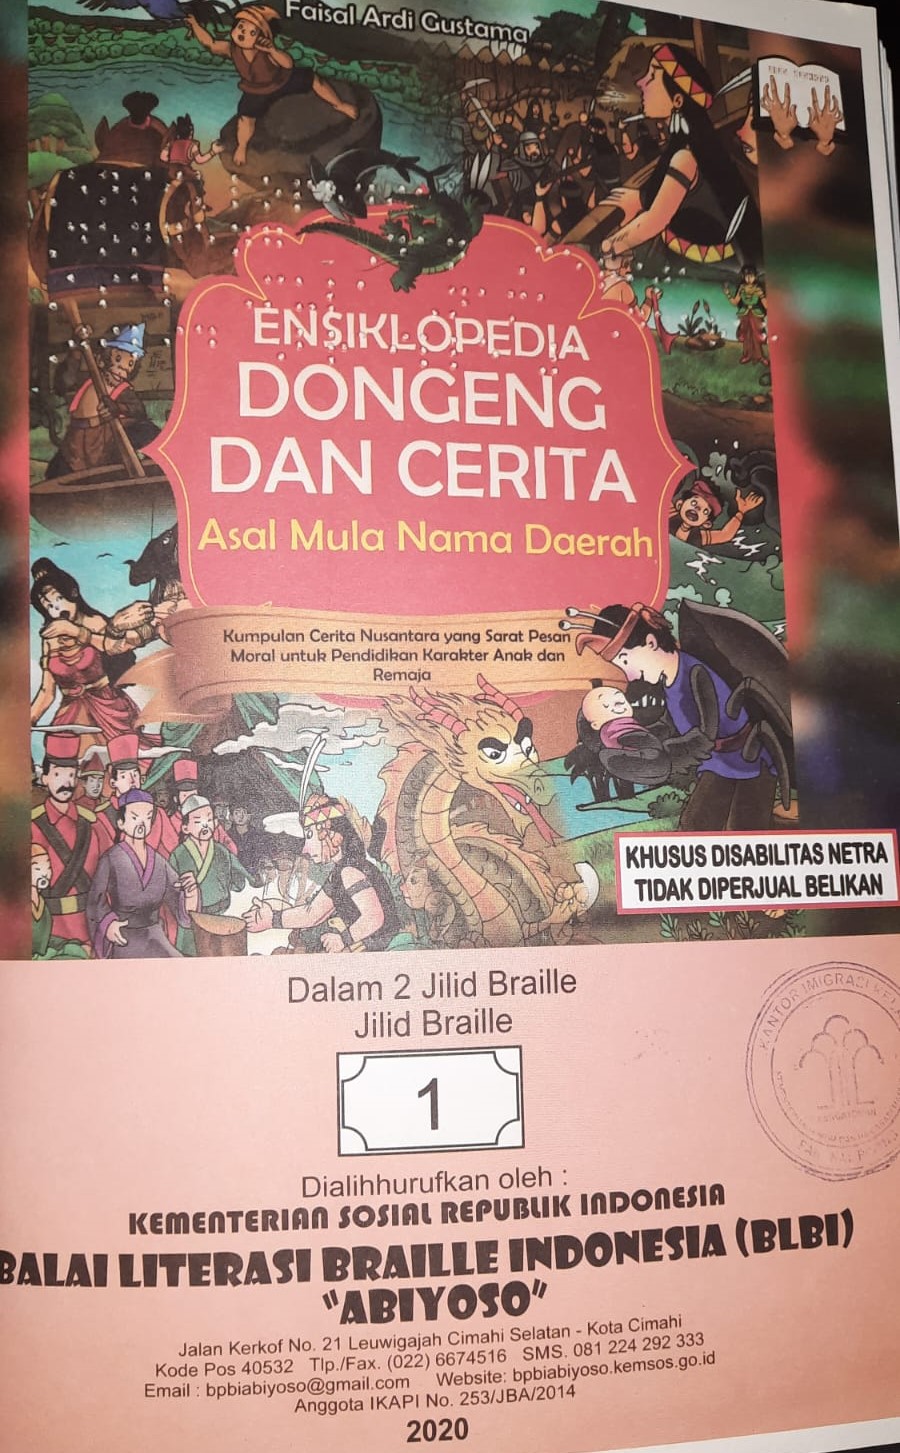 Faisal Ardi Gustama
ENSIKLOPEDIA
DONGENG
DAN CERITA
Asal Mula Nama Daerah
Kumpulan Cerita Nusantara yang Sarat Pesan
Moral untuk Pendidikan Karakter Anak dan
Remaja
KHUSUS DISABILITAS NETRA
TIDAK DIPERJUAL BELIKAN
Dalam 2 Jilid Braille
Jilid Braille
1
KANTOR IMIGRASI
Dialihhurufkan oleh :
KEMENTERIAN SOSIAL REPUBLIK INDONESIA
BALAI LITERASI BRAILLE INDONESIA (BLBI)
"ABIYOSO"
Jalan Kerkof No. 21 Leuwigajah Cimahi Selatan - Kota Cimahi
Kode Pos 40532 Tlp./Fax. (022) 6674516 SMS. 081 224 292 333
Email : bpbiabiyoso@gmail.com Website: bpbiabiyoso.kemsos.go.id
Anggota IKAPI No. 253/JBA/2014
2020